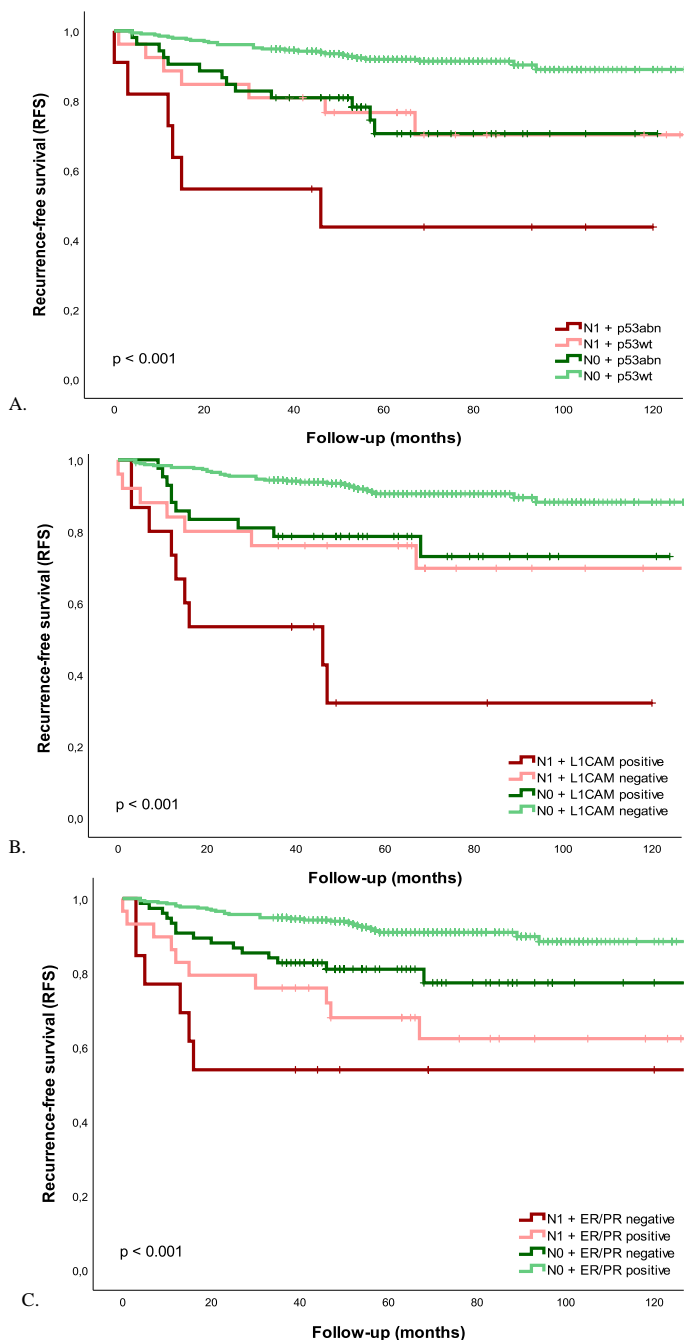 1,0
0,8
0,6
0,4
0,2
0,0
Recurrence-free survival (RFS)
p < 0.001
N1 + p53abn
N1 + p53wt
N0 + p53abn
N0 + p53wt
0 20 40 60 80 100 120
Follow-up (months)
A.
1,0
0,8
0,6
0,4
0,2
0,0
Recurrence-free survival (RFS)
p < 0.001
N1 + L1CAM positive
N1 + L1CAM negative
N0 + L1CAM positive
N0 + L1CAM negative
0 20 40 60 80 100 120
Follow-up (months)
B.
1,0
0,8
0,6
0,4
0,2
0,0
Recurrence-free survival (RFS)
p < 0.001
N1 + ER/PR negative
N1 + ER/PR positive
N0 + ER/PR negative
N0 + ER/PR positive
0 20 40 60 80 100 120
Follow-up (months)
C.